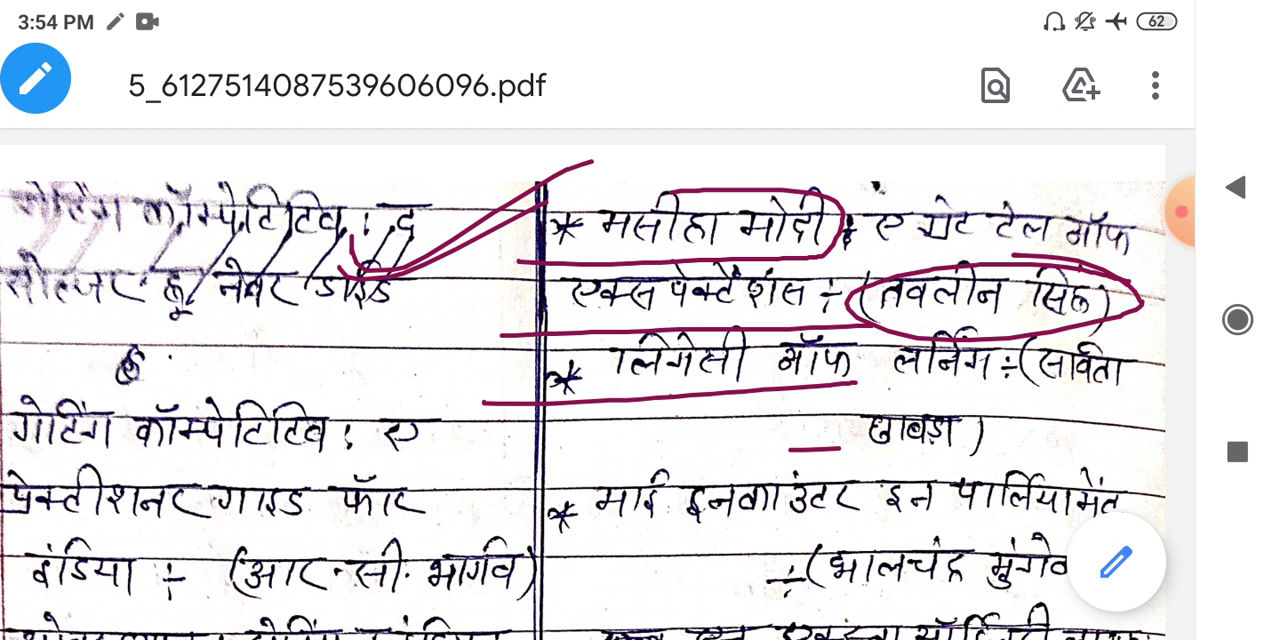 3:54 PM
62
5_6127514087539606096.pdf
गेटिंग कॉम्पेटिटिव : द
सोल्जर हू नेवर डाईड
गेटिंग कॉम्पेटिटिव : ए
प्रेक्टीशनर गाइड फॉर
इंडिया ÷ (आर.सी. भार्गव)
* मसीहा मोदी : ए ग्रेट टेल ऑफ
एक्सपेक्टेशंस ÷ (तवलीन सिंह)
* लिगेसी ऑफ लर्निंग ÷ (सविता
छाबड़ा)
* माई इनकाउंटर इन पार्लियामेंत
÷ (भालचंद्र मुंगे